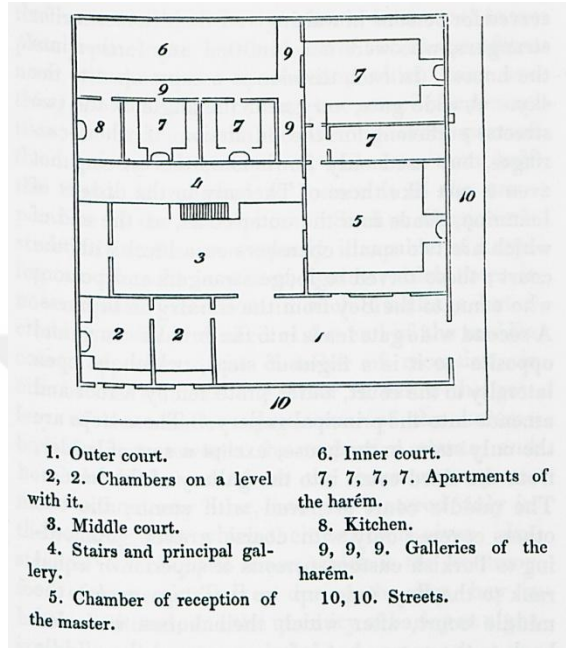 6
9
7
9
8
7
7
9
7
4
10
5
3
2
2
1
10
1. Outer court.
2, 2. Chambers on a level
with it.
3. Middle court.
4. Stairs and principal gal-
lery.
5. Chamber of reception of
the master.
6. Inner court.
7, 7, 7, 7. Apartments of
the harém.
8. Kitchen.
9, 9, 9. Galleries of the
harém.
10, 10. Streets.